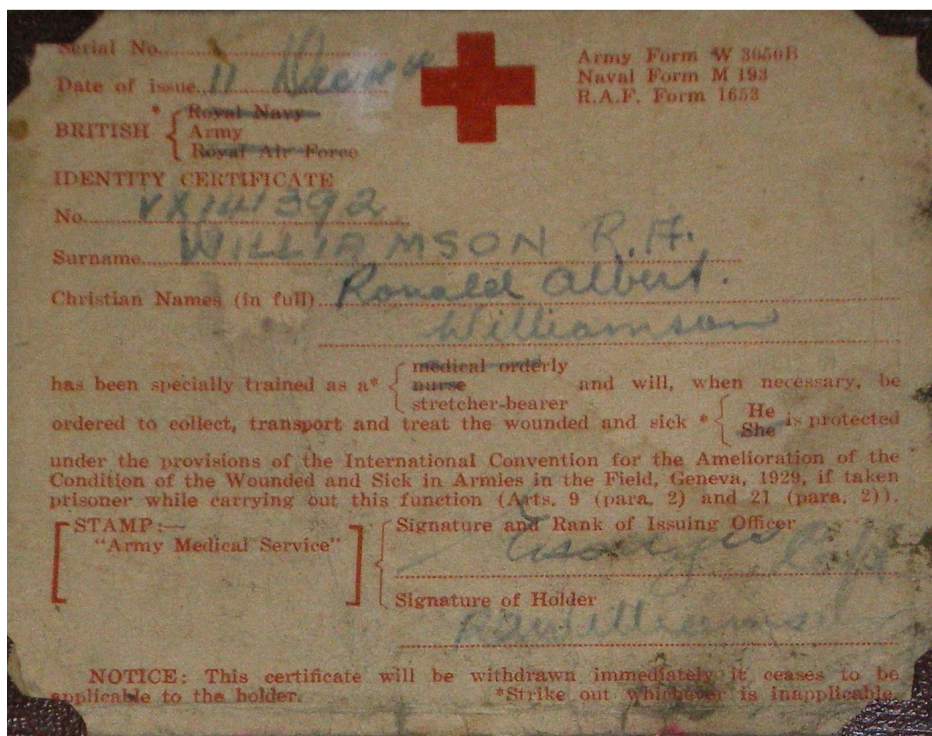 Serial No.
Army Form W 3050B
Date of issue 11 Dec 44
Naval Form M 193
R.A.F. Form 1653
* Royal Navy
BRITISH { Army
Royal Air Force
IDENTITY CERTIFICATE
No. VX141392
Surname WILLIAMSON R.A.
Christian Names (in full) Ronald Albert.
Williamson
medical orderly
has been specially trained as a* { nurse and will, when necessary, be
stretcher-bearer
ordered to collect, transport and treat the wounded and sick * { He She is protected
under the provisions of the International Convention for the Amelioration of the
Condition of the Wounded and Sick in Armies in the Field, Geneva, 1929, if taken
prisoner while carrying out this function (Arts. 9 (para. 2) and 21 (para. 2)).
[ STAMP:—
"Army Medical Service" ]
{ Signature and Rank of Issuing Officer
Capt
Signature of Holder
RAWilliamson
NOTICE: This certificate will be withdrawn immediately it ceases to be
applicable to the holder. *Strike out whichever is inapplicable.